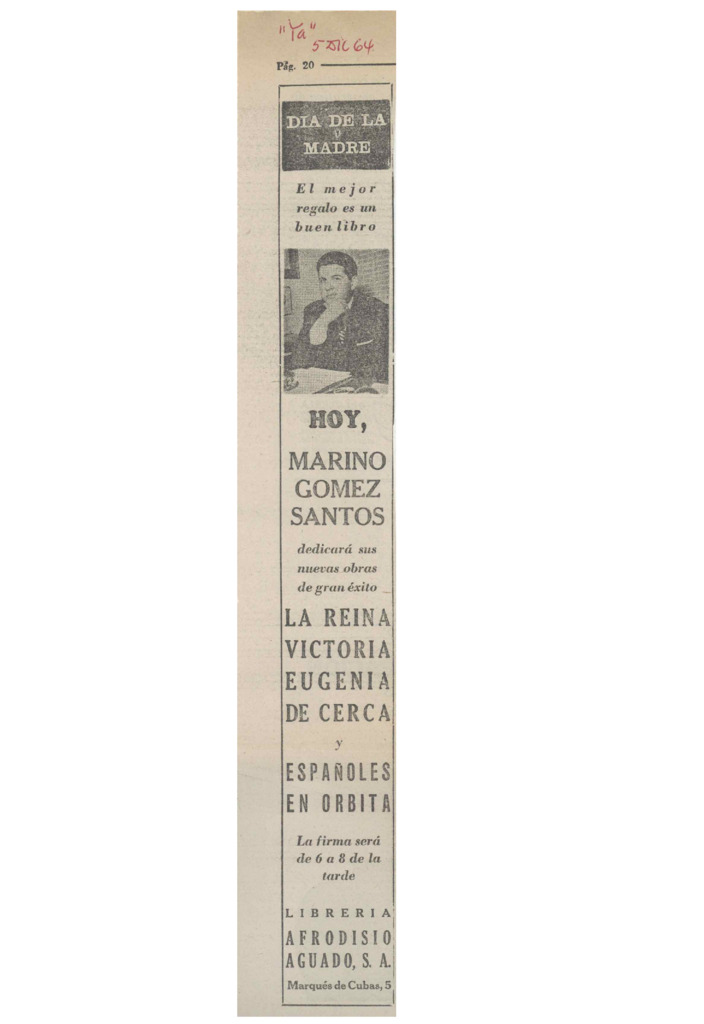 "Ya"
5 DIC 64
Pág. 20
DIA DE LA
MADRE
El mejor
regalo es un
buen libro
HOY,
MARINO
GOMEZ
SANTOS
dedicará sus
nuevas obras
de gran éxito
LA REINA
VICTORIA
EUGENIA
DE CERCA
y
ESPAÑOLES
EN ORBITA
La firma será
de 6 a 8 de la
tarde
LIBRERIA
AFRODISIO
AGUADO, S. A.
Marqués de Cubas, 5